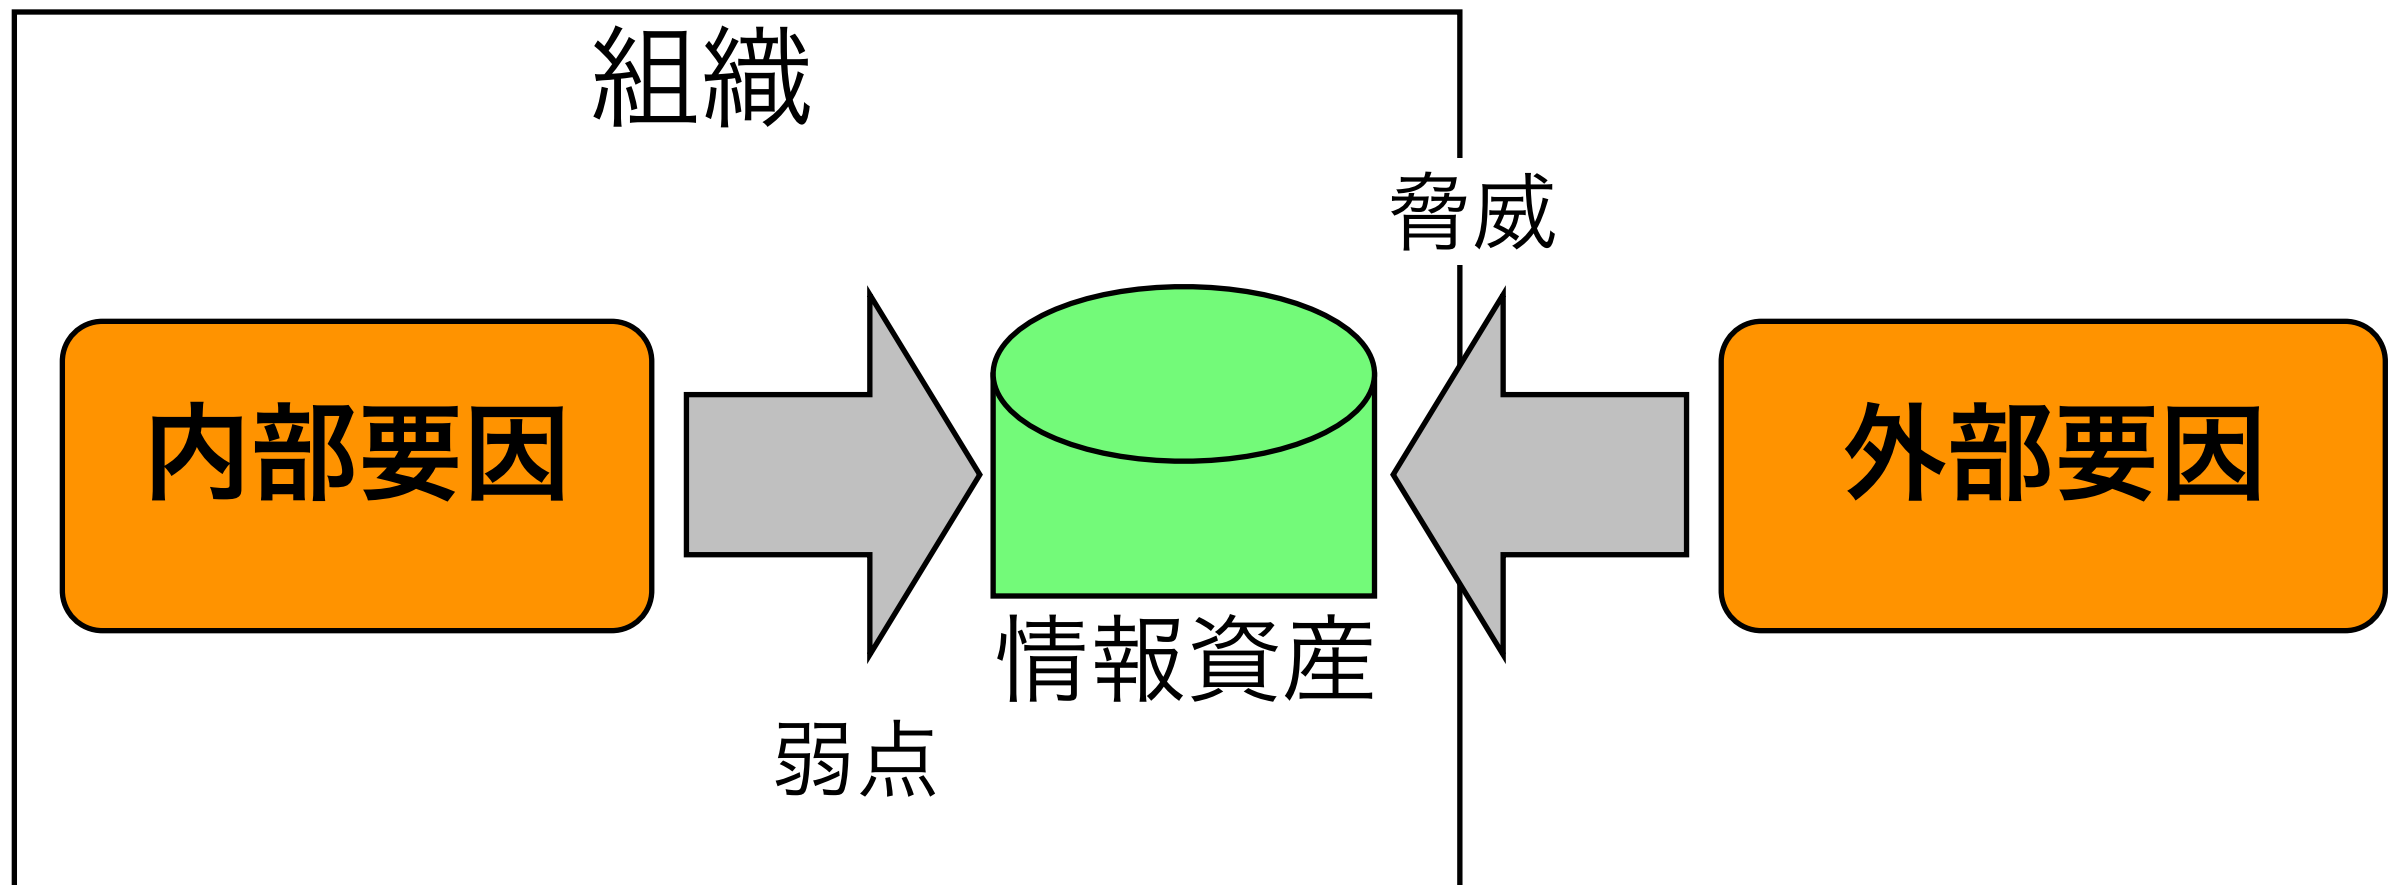 組織
脅威
内部要因
外部要因
情報資産
弱点